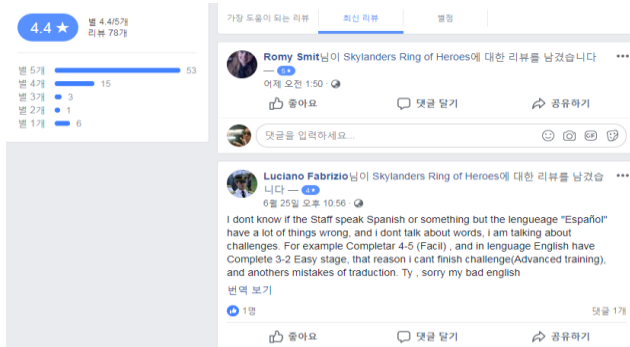 4.4 ★
별 4.4/5개
리뷰 78개
별 5개 53
별 4개 15
별 3개 3
별 2개 1
별 1개 6
가장 도움이 되는 리뷰 최신 리뷰 별점
Romy Smit님이 Skylanders Ring of Heroes에 대한 리뷰를 남겼습니다
— 5★
어제 오전 1:50 ·
좋아요 댓글 달기 공유하기
댓글을 입력하세요...
GIF
Luciano Fabrizio님이 Skylanders Ring of Heroes에 대한 리뷰를 남겼습
니다 — 4★
6월 25일 오후 10:56 ·
I dont know if the Staff speak Spanish or something but the lengueage "Español"
have a lot of things wrong, and i dont talk about words, i am talking about
challenges. For example Completar 4-5 (Facil) , and in lenguage English have
Complete 3-2 Easy stage, that reason i cant finish challenge(Advanced training),
and anothers mistakes of traduction. Ty , sorry my bad english
번역 보기
1명 댓글 1개
좋아요 댓글 달기 공유하기